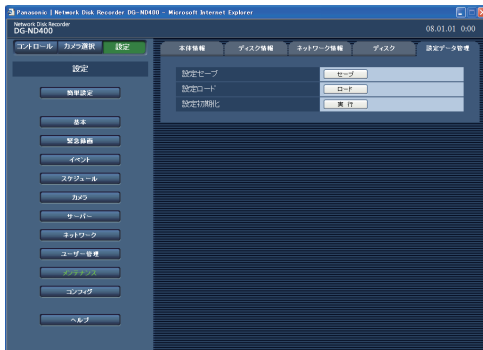 Panasonic | Network Disk Recorder DG-ND400 - Microsoft Internet Explorer
Network Disk Recorder
DG-ND400
08.01.01 0:00
コントロール カメラ選択 設定
本体情報 ディスク情報 ネットワーク情報 ディスク 設定データ管理
設定
簡単設定
基本
緊急録画
イベント
スケジュール
カメラ
サーバー
ネットワーク
ユーザー管理
メンテナンス
コンフィグ
ヘルプ
設定セーブ セーブ
設定ロード ロード
設定初期化 実行